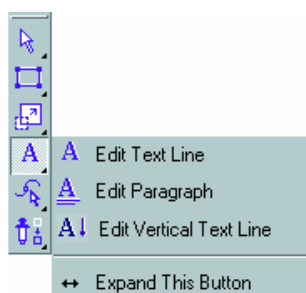 A
A Edit Text Line
A Edit Paragraph
A Edit Vertical Text Line
Expand This Button